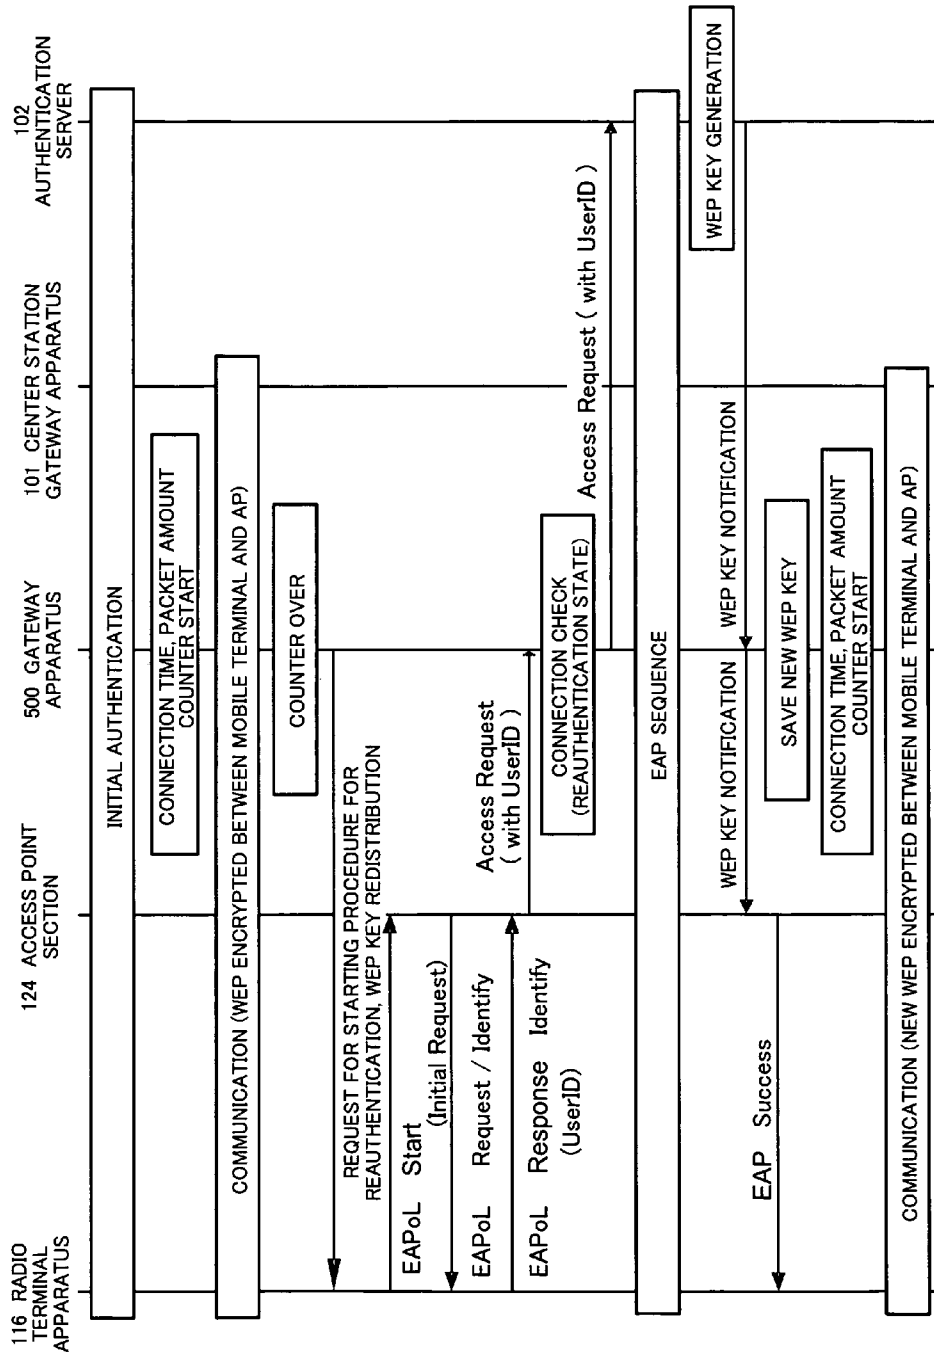 116 RADIO
TERMINAL
APPARATUS
124 ACCESS POINT
SECTION
500 GATEWAY
APPARATUS
101 CENTER STATION
GATEWAY APPARATUS
102
AUTHENTICATION
SERVER
INITIAL AUTHENTICATION
CONNECTION TIME, PACKET AMOUNT
COUNTER START
COMMUNICATION (WEP ENCRYPTED BETWEEN MOBILE TERMINAL AND AP)
COUNTER OVER
REQUEST FOR STARTING PROCEDURE FOR
REAUTHENTICATION, WEP KEY REDISTRIBUTION
EAPoL Start
(Initial Request)
EAPoL Request / Identify
EAPoL Response Identify
(UserID)
Access Request
( with UserID )
CONNECTION CHECK
(REAUTHENTICATION STATE)
Access Request ( with UserID )
EAP SEQUENCE
WEP KEY GENERATION
WEP KEY NOTIFICATION
WEP KEY NOTIFICATION
EAP Success
SAVE NEW WEP KEY
CONNECTION TIME, PACKET AMOUNT
COUNTER START
COMMUNICATION (NEW WEP ENCRYPTED BETWEEN MOBILE TERMINAL AND AP)